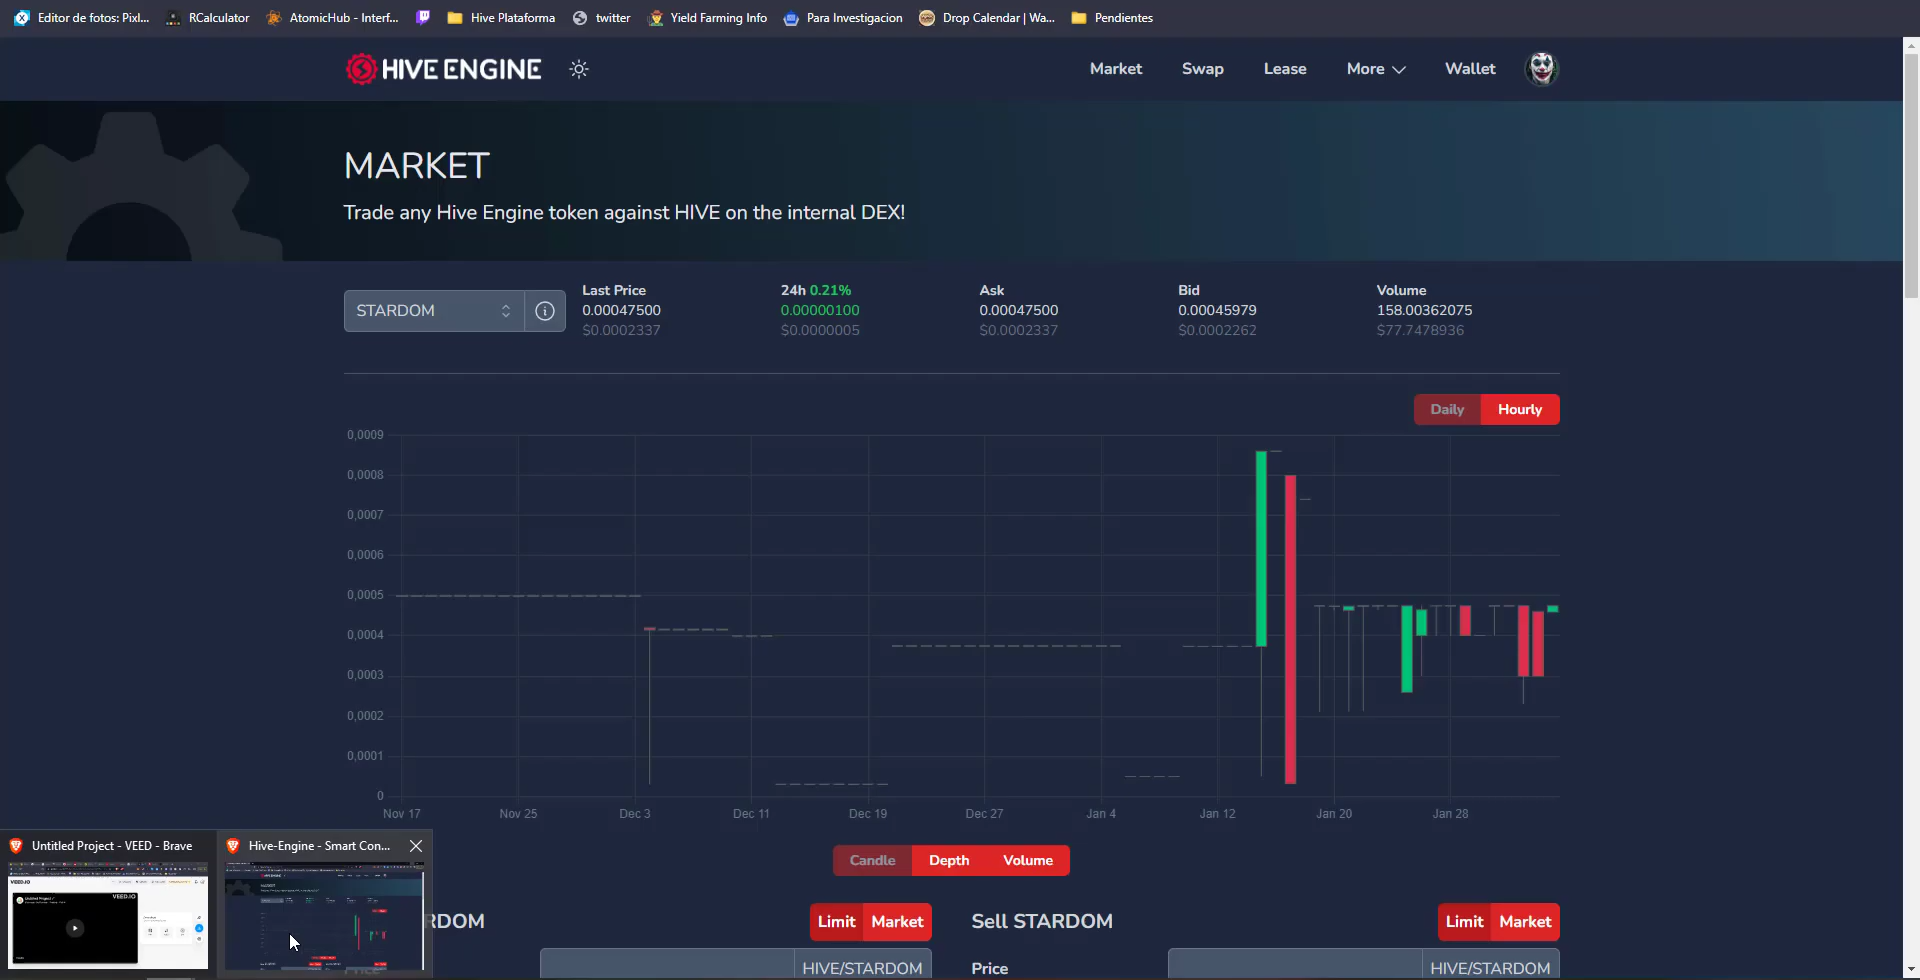 Editor de fotos: Pixl...
RCalculator
AtomicHub - Interf...
Hive Plataforma
twitter
Yield Farming Info
Para Investigacion
Drop Calendar | Wa...
Pendientes
HIVE ENGINE
Market
Swap
Lease
More
Wallet
MARKET
Trade any Hive Engine token against HIVE on the internal DEX!
STARDOM
Last Price
0.00047500
$0.0002337
24h 0.21%
0.00000100
$0.0000005
Ask
0.00047500
$0.0002337
Bid
0.00045979
$0.0002262
Volume
158.00362075
$77.7478936
Daily
Hourly
0,0009
0,0008
0,0007
0,0006
0,0005
0,0004
0,0003
0,0002
0,0001
0
Nov 17
Nov 25
Dec 3
Dec 11
Dec 19
Dec 27
Jan 4
Jan 12
Jan 20
Jan 28
Untitled Project - VEED - Brave
Hive-Engine - Smart Con...
VEED.IO
VEED.IO
Candle
Depth
Volume
RDOM
Limit
Market
HIVE/STARDOM
Sell STARDOM
Limit
Market
Price
HIVE/STARDOM